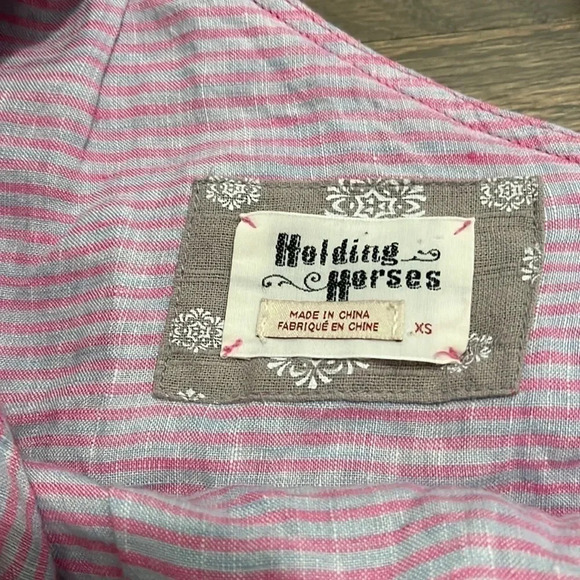 Holding
Horses
MADE IN CHINA
FABRIQUÉ EN CHINE
XS